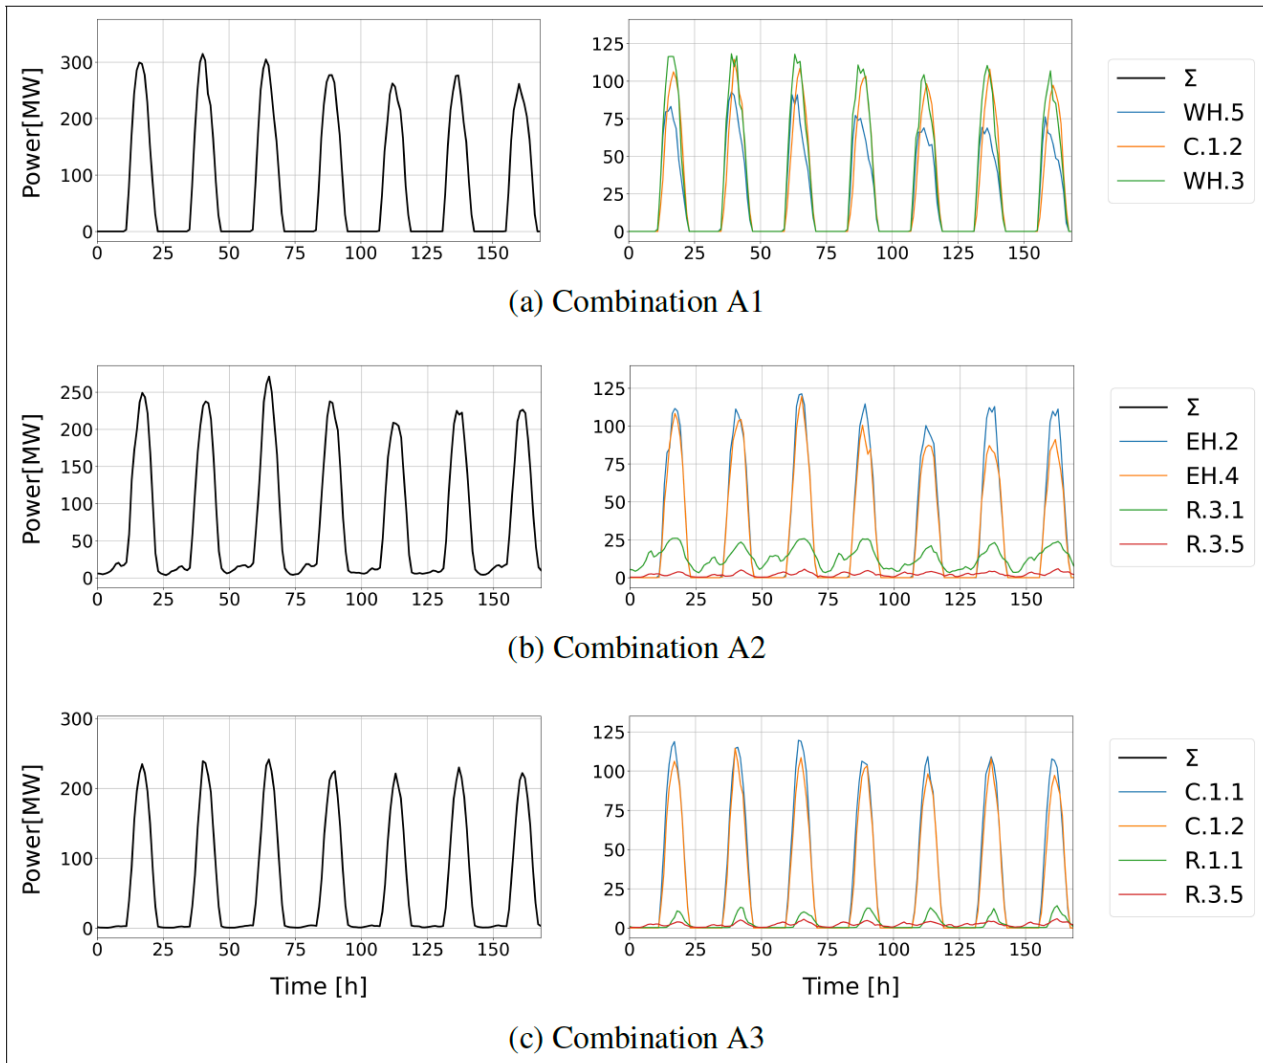 Power[MW]
300
200
100
0
0 25 50 75 100 125 150
125
100
75
50
25
0
0 25 50 75 100 125 150
Σ
WH.5
C.1.2
WH.3
(a) Combination A1
Power[MW]
250
200
150
100
50
0
0 25 50 75 100 125 150
125
100
75
50
25
0
0 25 50 75 100 125 150
Σ
EH.2
EH.4
R.3.1
R.3.5
(b) Combination A2
Power[MW]
300
200
100
0
0 25 50 75 100 125 150
Time [h]
125
100
75
50
25
0
0 25 50 75 100 125 150
Time [h]
Σ
C.1.1
C.1.2
R.1.1
R.3.5
(c) Combination A3